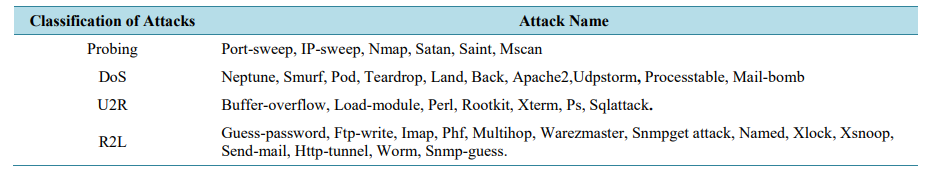 Classification of Attacks Attack Name
Probing Port-sweep, IP-sweep, Nmap, Satan, Saint, Mscan
DoS Neptune, Smurf, Pod, Teardrop, Land, Back, Apache2,Udpstorm, Processtable, Mail-bomb
U2R Buffer-overflow, Load-module, Perl, Rootkit, Xterm, Ps, Sqlattack.
R2L Guess-password, Ftp-write, Imap, Phf, Multihop, Warezmaster, Snmpget attack, Named, Xlock, Xsnoop,
Send-mail, Http-tunnel, Worm, Snmp-guess.